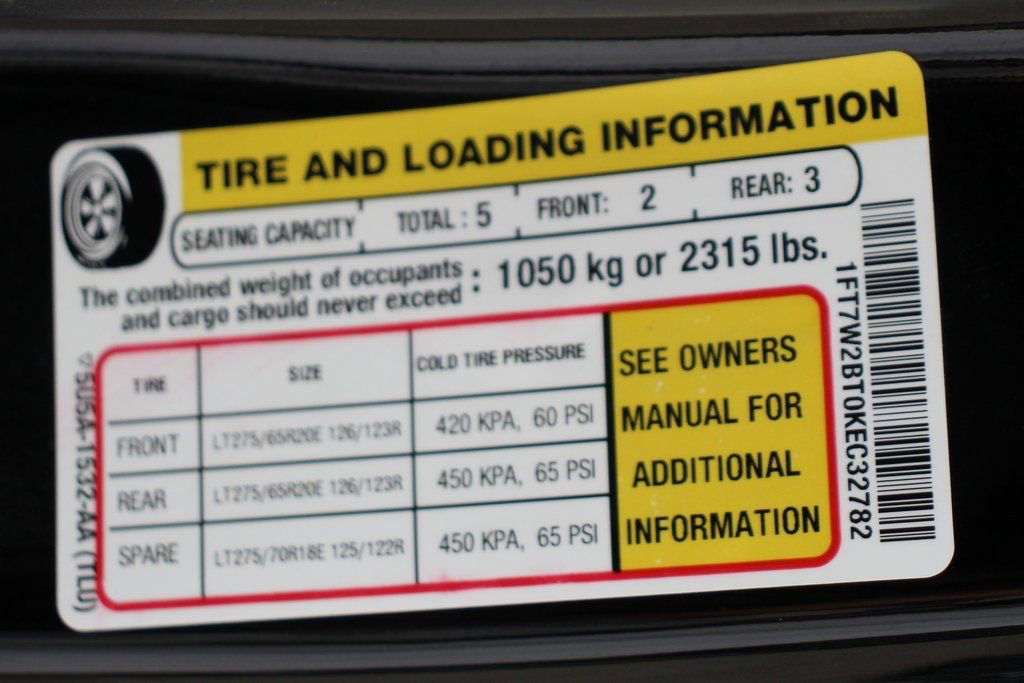 TIRE AND LOADING INFORMATION
SEATING CAPACITY TOTAL : 5 FRONT: 2 REAR: 3
The combined weight of occupants
and cargo should never exceed : 1050 kg or 2315 lbs.
TIRE SIZE COLD TIRE PRESSURE
FRONT LT275/65R20E 126/123R 420 KPA, 60 PSI
REAR LT275/65R20E 126/123R 450 KPA, 65 PSI
SPARE LT275/70R18E 125/122R 450 KPA, 65 PSI
SEE OWNERS
MANUAL FOR
ADDITIONAL
INFORMATION
1FT7W2BT0KEC32782